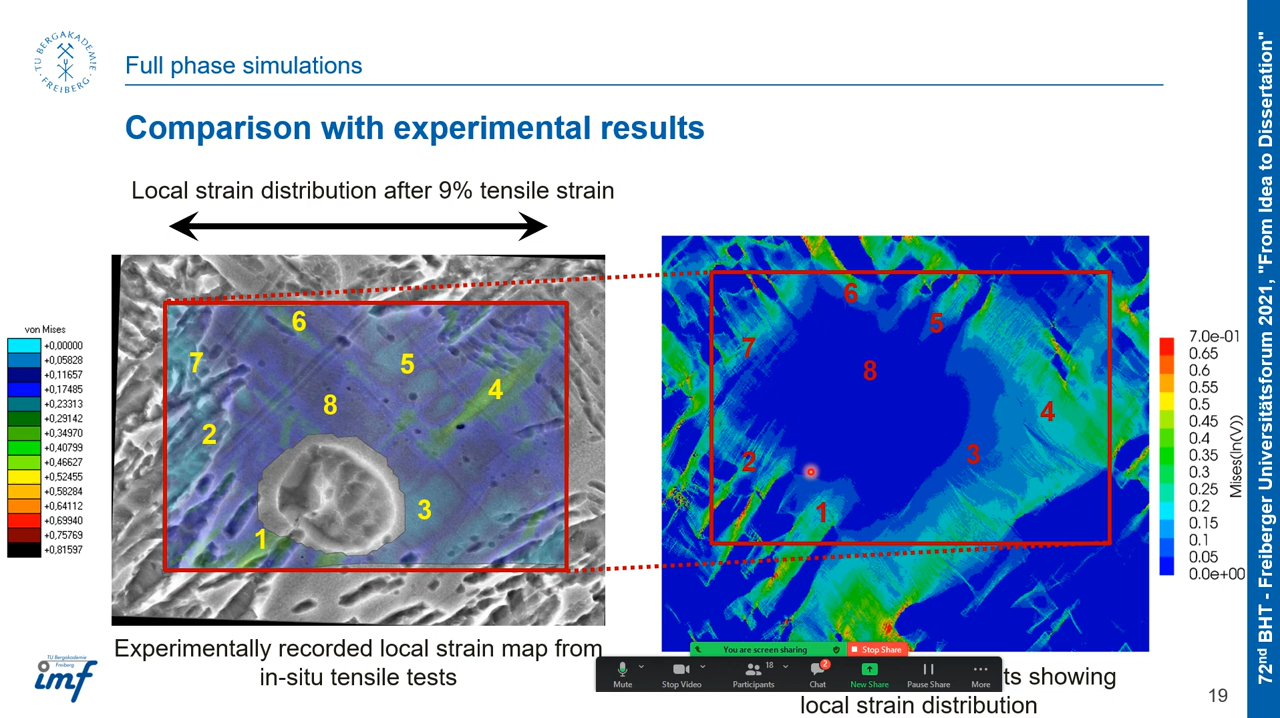 TU BERGAKADEMIE
FREIBERG
Full phase simulations
Comparison with experimental results
Local strain distribution after 9% tensile strain
von Mises
+0,00000
+0,05828
+0,11657
+0,17485
+0,23313
+0,29142
+0,34970
+0,40799
+0,46627
+0,52455
+0,58284
+0,64112
+0,69940
+0,75769
+0,81597
6
7
5
4
8
2
3
1
6
5
7
8
4
3
2
1
7.0e-01
0.65
0.6
0.55
0.5
0.45
0.4
0.35
0.3
0.25
0.2
0.15
0.1
0.05
0.0e+00
Mises(ln(V))
Experimentally recorded local strain map from
in-situ tensile tests
You are screen sharing
Stop Share
Mute
Stop Video
18
Participants
2
Chat
New Share
Pause Share
More
ts showing
local strain distribution
TU Bergakademie
Freiberg
imf
19
72nd BHT - Freiberger Universitätsforum 2021, "From Idea to Dissertation"